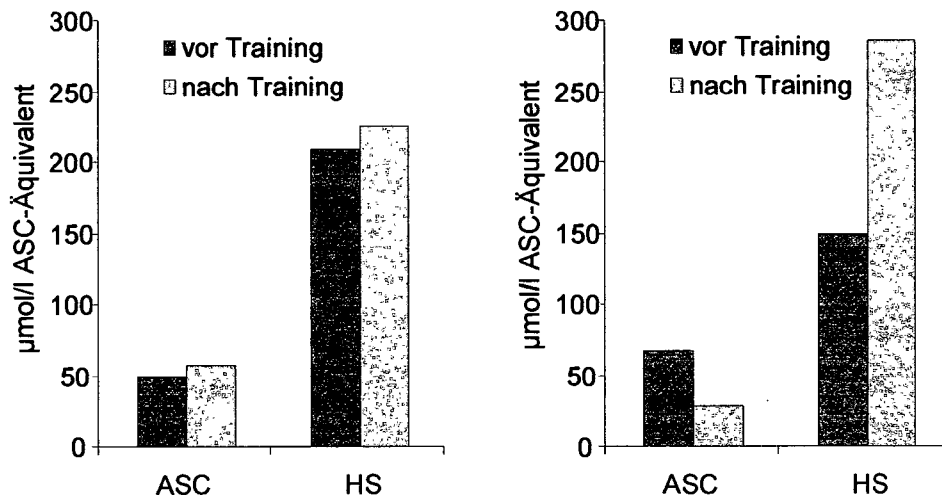 µmol/l ASC-Äquivalent
300
250
200
150
100
50
0
vor Training
nach Training
ASC HS
µmol/l ASC-Äquivalent
300
250
200
150
100
50
0
vor Training
nach Training
ASC HS